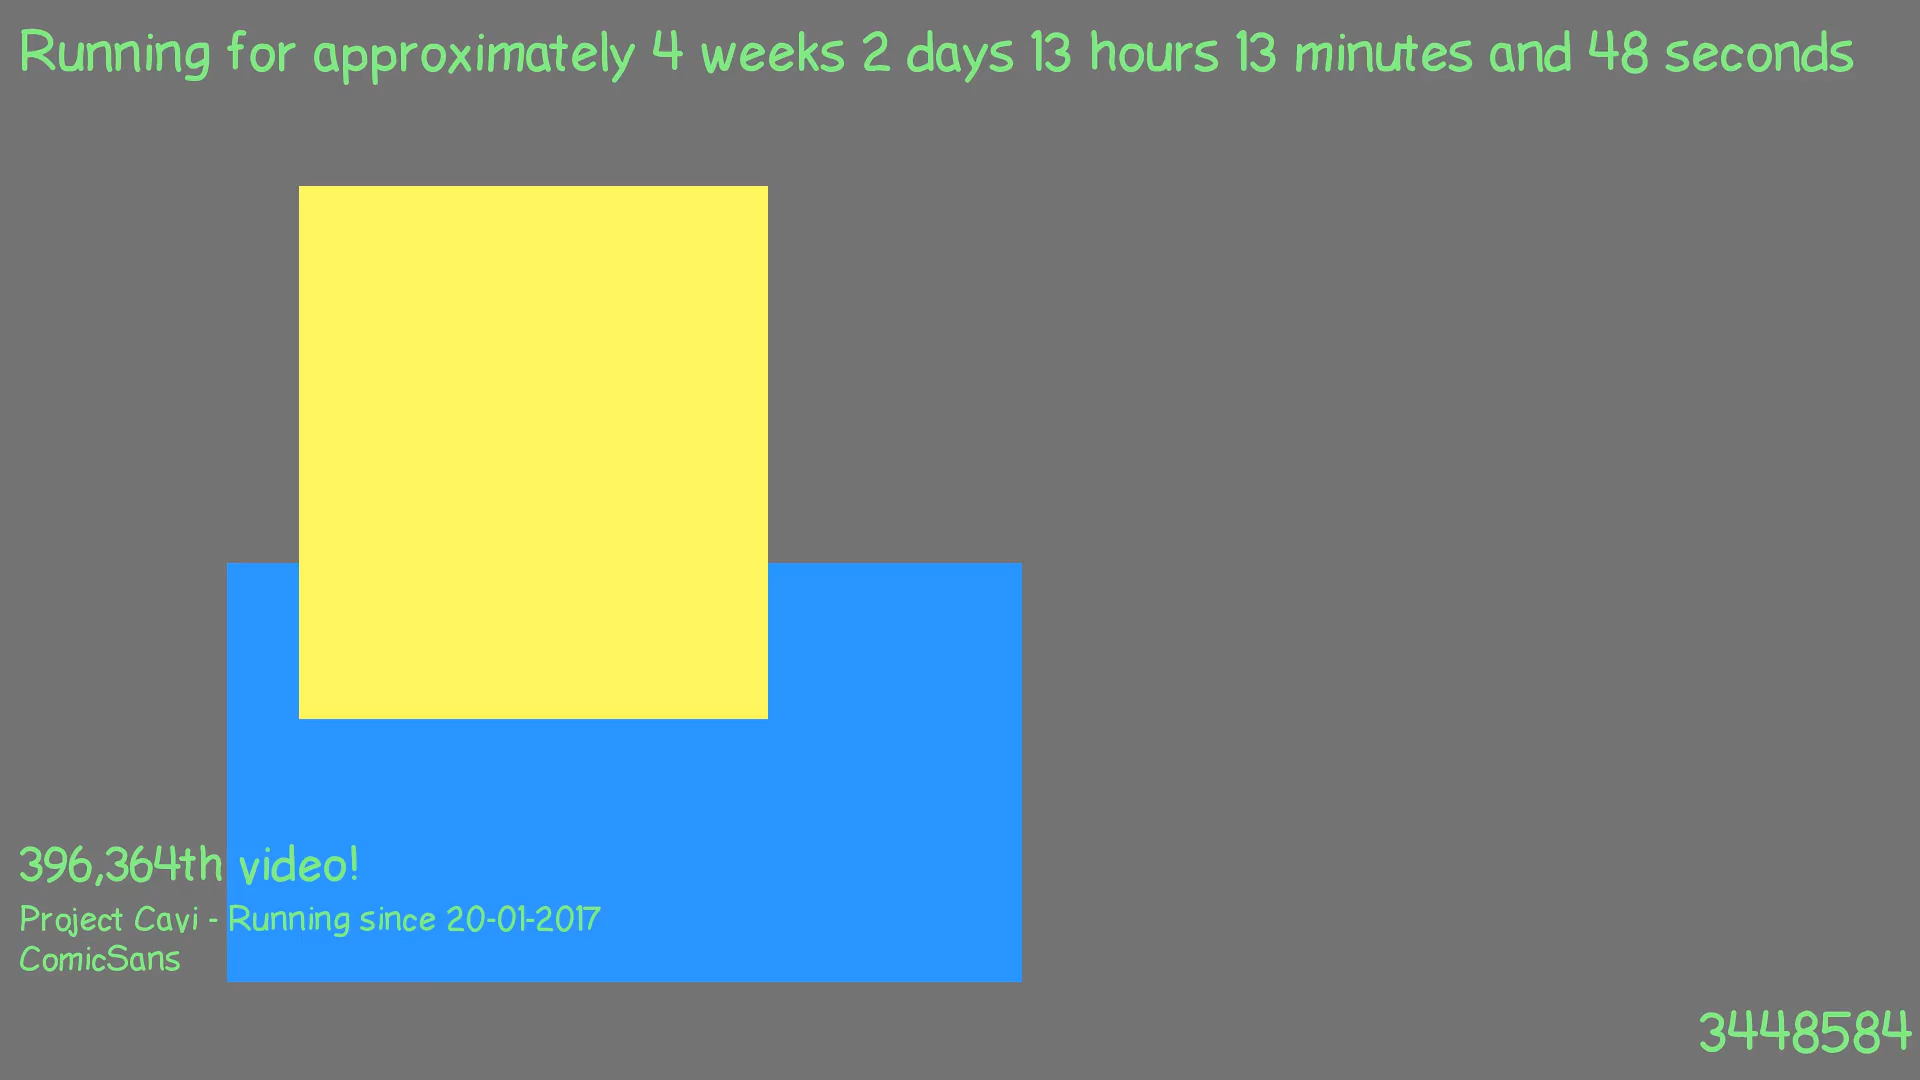 Running for approximately 4 weeks 2 days 13 hours 13 minutes and 48 seconds
396,364th video!
Project Cavi - Running since 20-01-2017
ComicSans
3448584